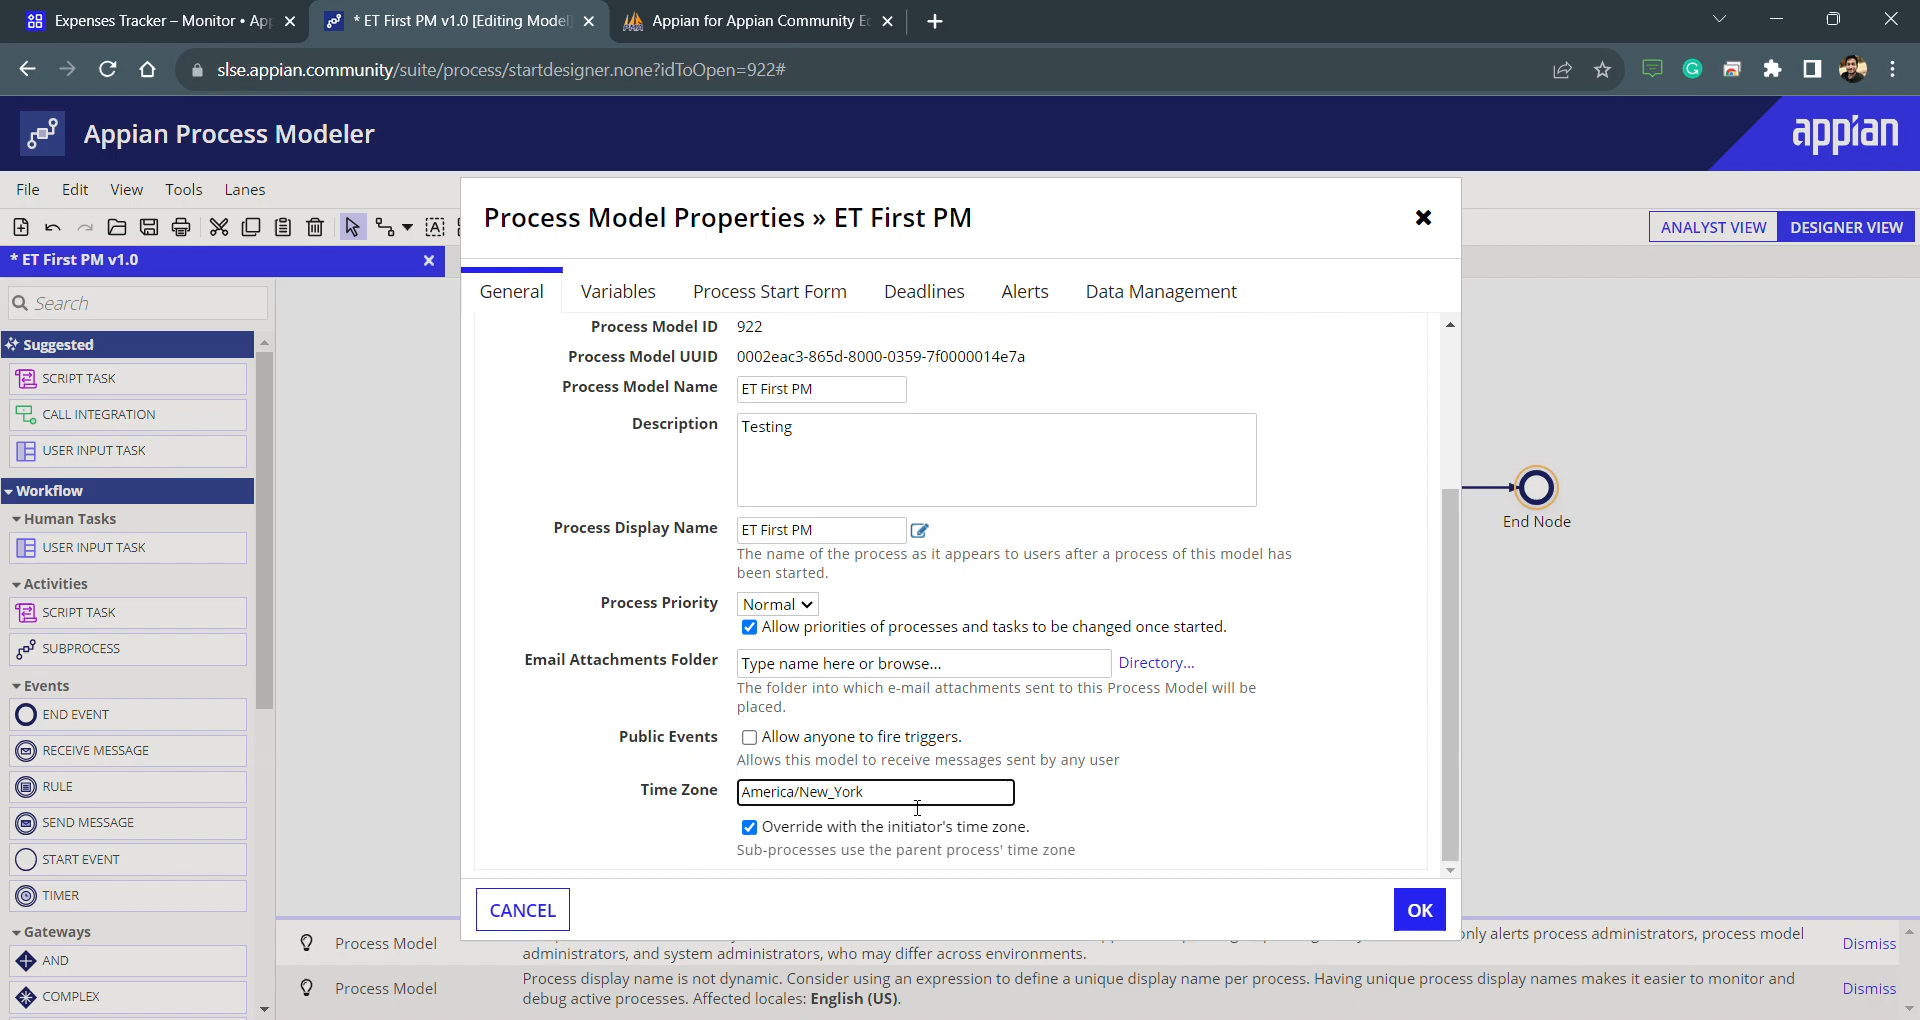 Expenses Tracker – Monitor • Ap
* ET First PM v1.0 [Editing Model]
Appian for Appian Community E
slse.appian.community/suite/process/startdesigner.none?idToOpen=922#
Appian Process Modeler
appian
File Edit View Tools Lanes
ANALYST VIEW DESIGNER VIEW
* ET First PM v1.0
Search
Suggested
SCRIPT TASK
CALL INTEGRATION
USER INPUT TASK
Workflow
Human Tasks
USER INPUT TASK
Activities
SCRIPT TASK
SUBPROCESS
Events
END EVENT
RECEIVE MESSAGE
RULE
SEND MESSAGE
START EVENT
TIMER
Gateways
AND
COMPLEX
Process Model Properties » ET First PM
General Variables Process Start Form Deadlines Alerts Data Management
Process Model ID 922
Process Model UUID 0002eac3-865d-8000-0359-7f0000014e7a
Process Model Name ET First PM
Description Testing
Process Display Name ET First PM
The name of the process as it appears to users after a process of this model has
been started.
Process Priority Normal
Allow priorities of processes and tasks to be changed once started.
Email Attachments Folder Type name here or browse... Directory...
The folder into which e-mail attachments sent to this Process Model will be
placed.
Public Events Allow anyone to fire triggers.
Allows this model to receive messages sent by any user
Time Zone America/New_York
Override with the initiator's time zone.
Sub-processes use the parent process' time zone
CANCEL OK
End Node
Process Model only alerts process administrators, process model
administrators, and system administrators, who may differ across environments.
Dismiss
Process Model Process display name is not dynamic. Consider using an expression to define a unique display name per process. Having unique process display names makes it easier to monitor and
debug active processes. Affected locales: English (US).
Dismiss